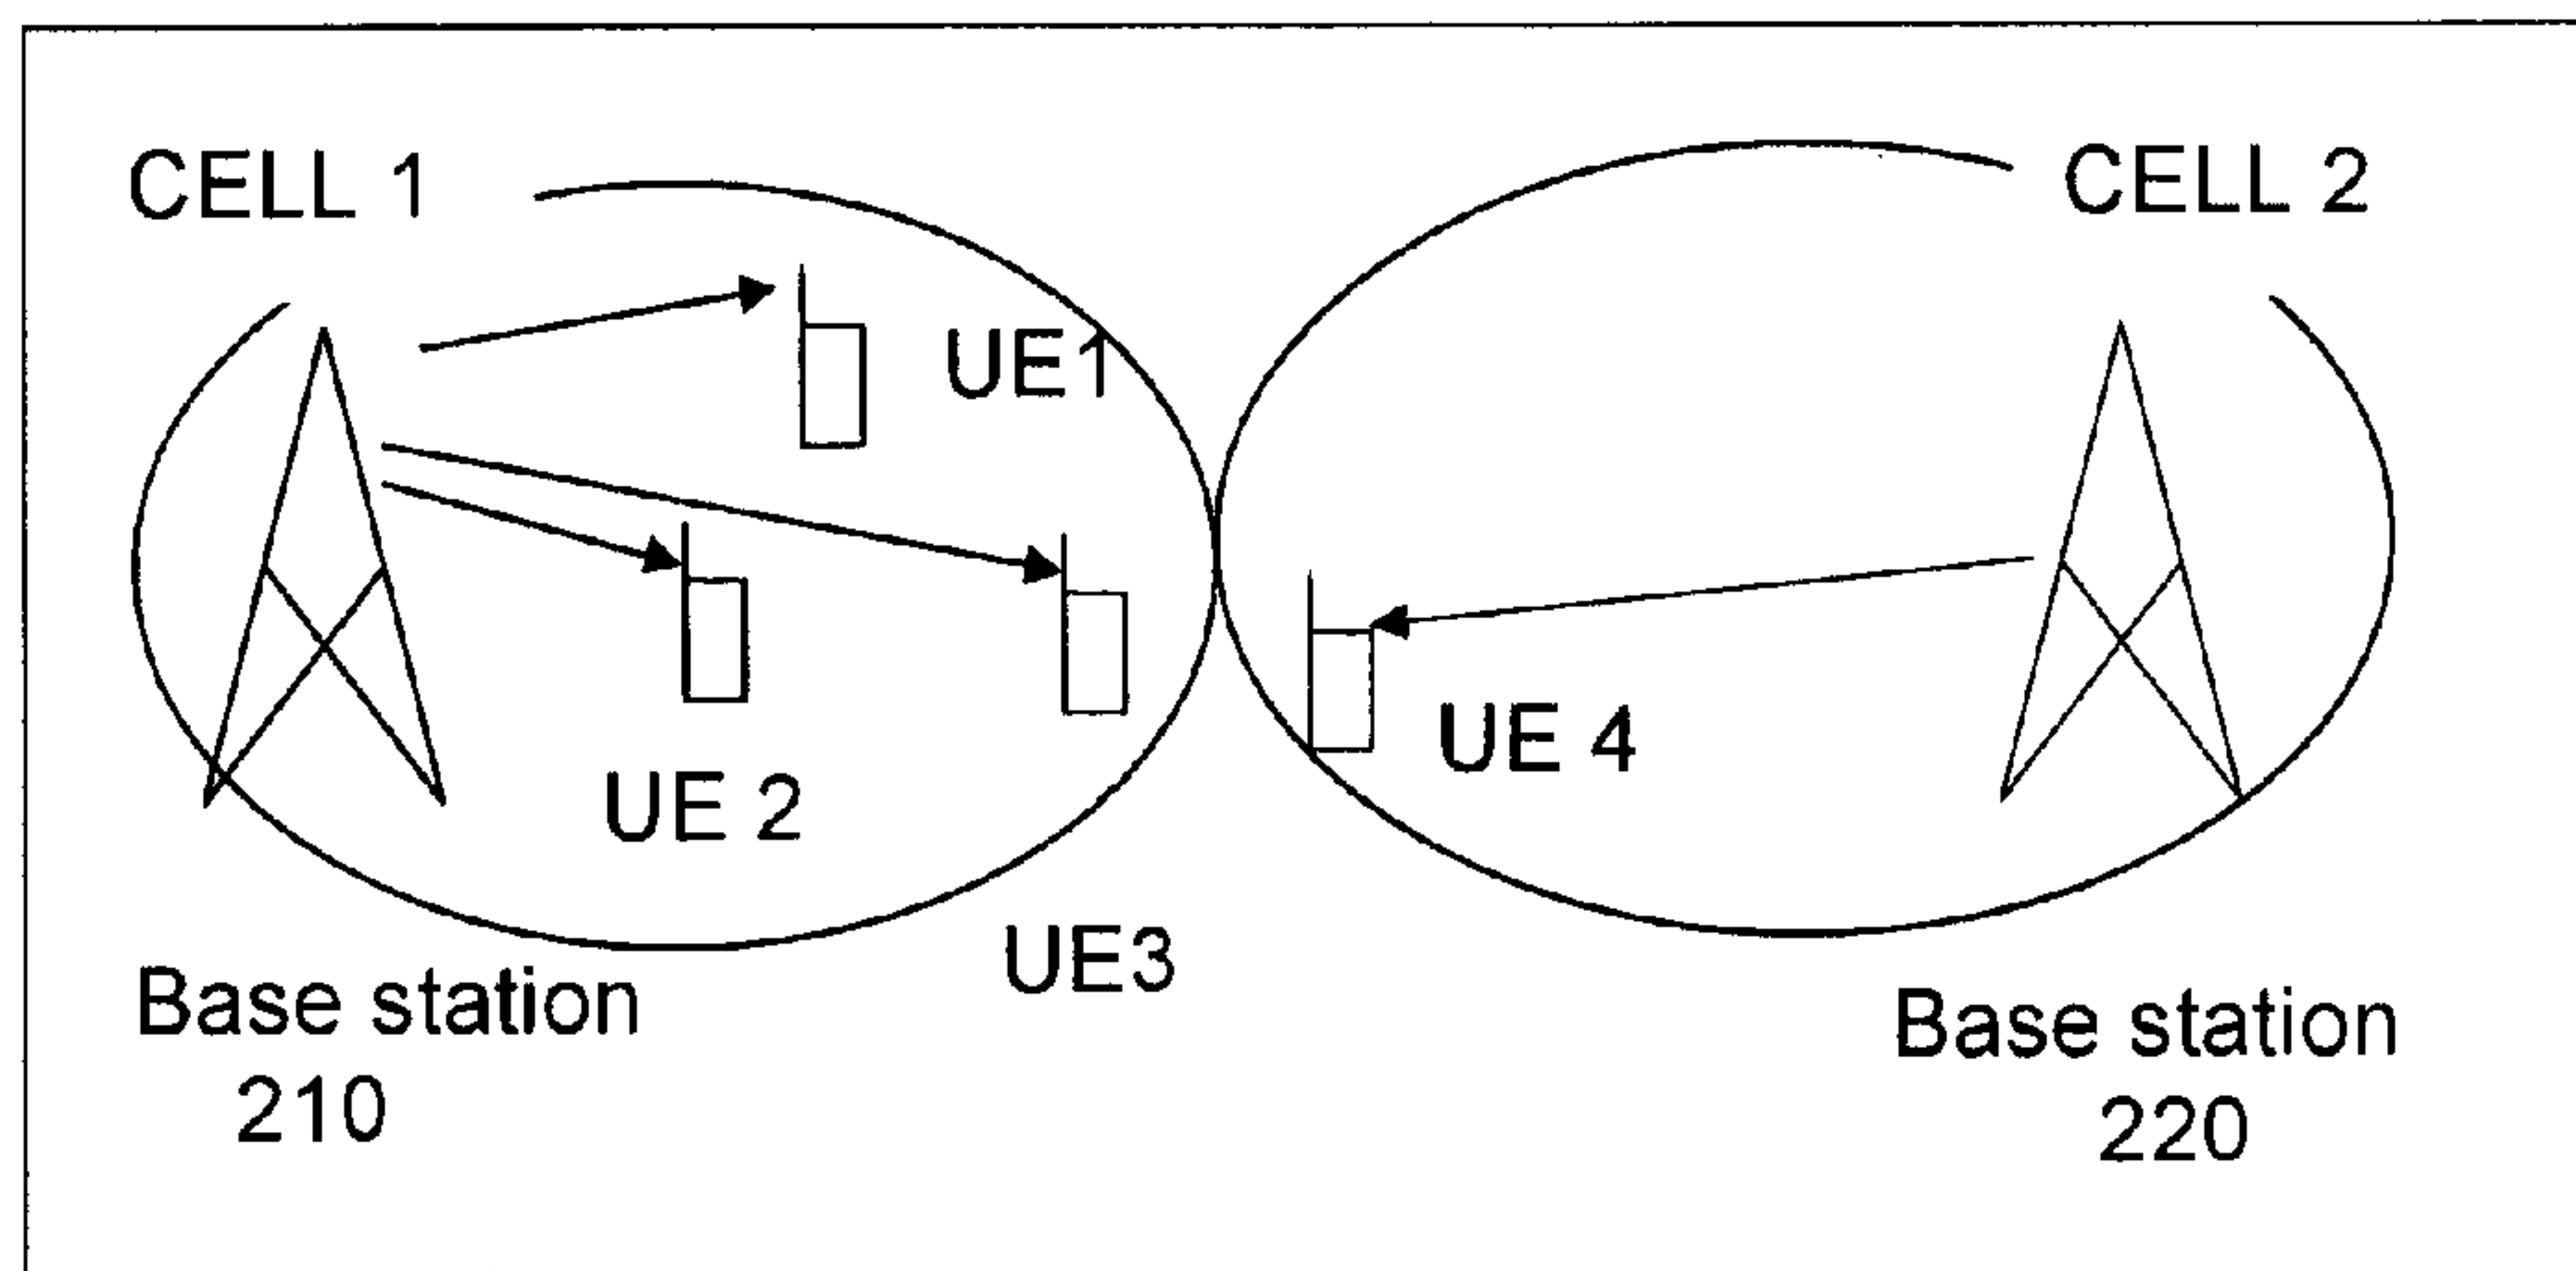 CELL 1
CELL 2
UE1
UE 4
UE 2
UE3
Base station
210
Base station
220